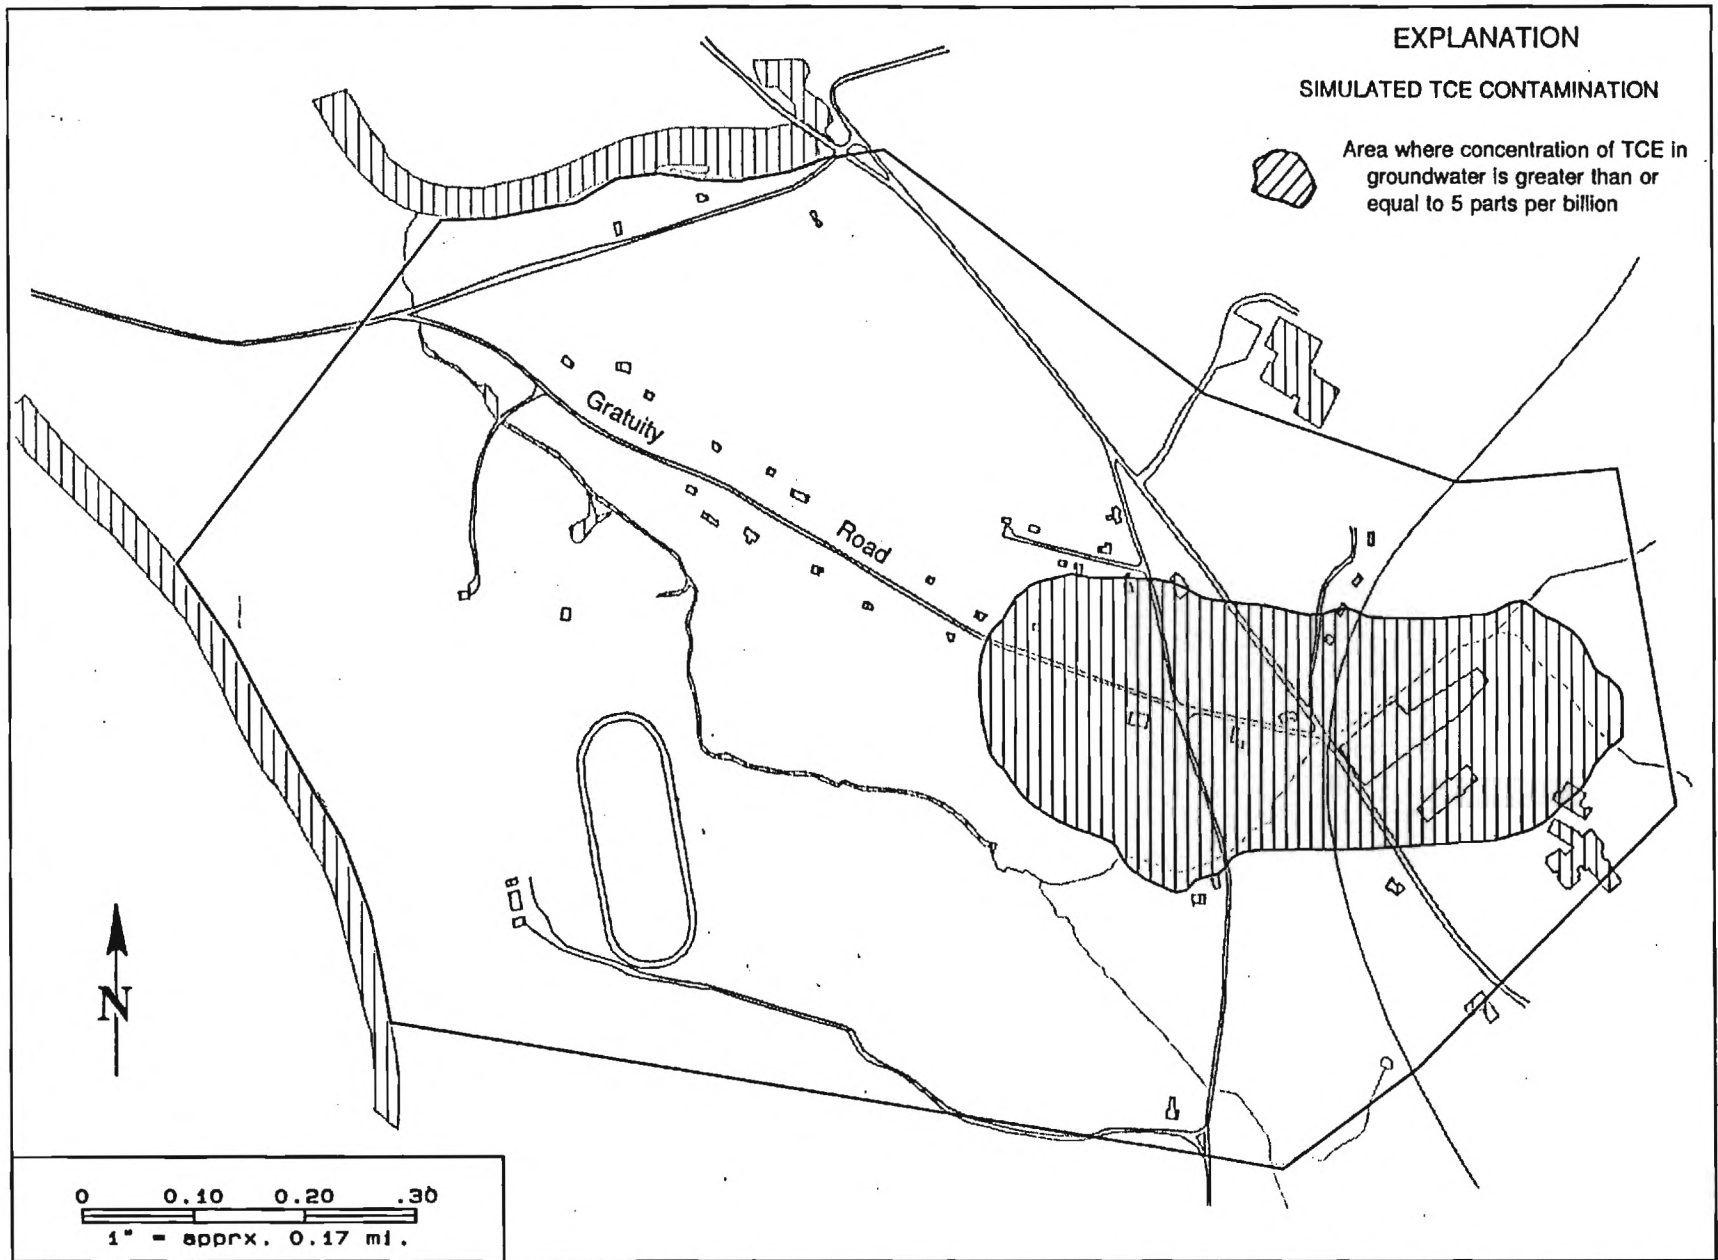 EXPLANATION
SIMULATED TCE CONTAMINATION
Area where concentration of TCE in
groundwater is greater than or
equal to 5 parts per billion
Gratuity
Road
N
0 0.10 0.20 .30
1" = apprx. 0.17 mi.